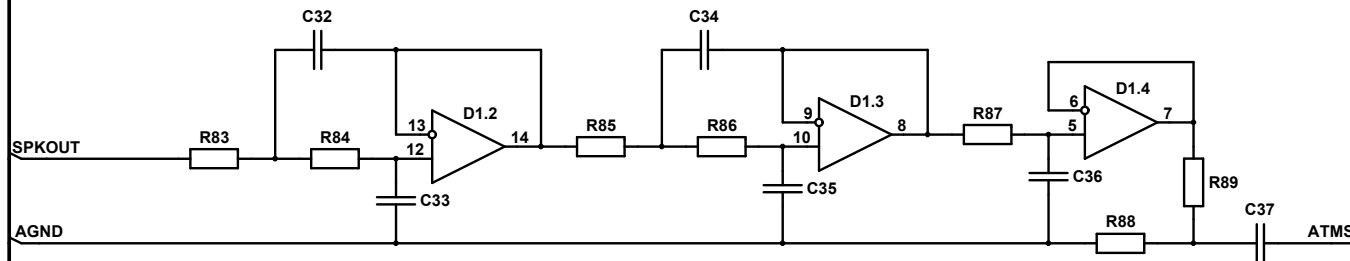 C32
C34
D1.2
D1.3
D1.4
13
12
14
9
10
8
6
5
7
SPKOUT
R83
R84
R85
R86
R87
C33
C35
C36
R89
AGND
R88
C37
ATMS